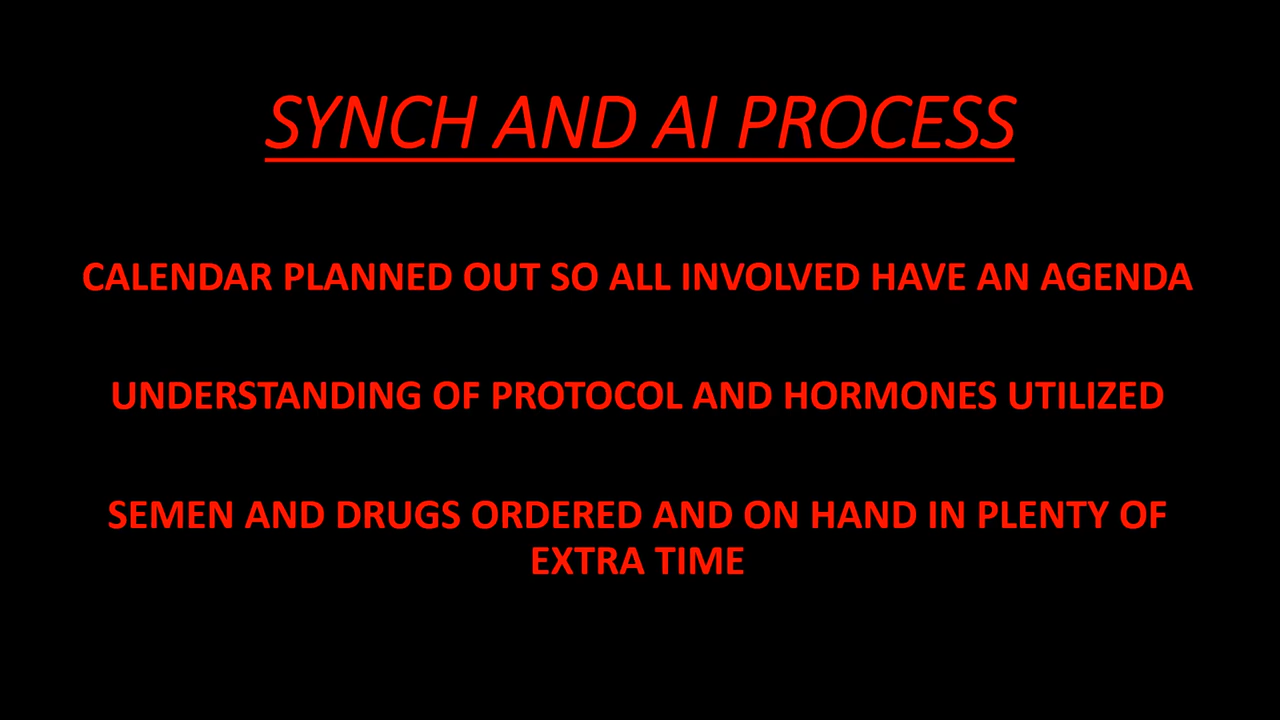 SYNCH AND AI PROCESS
CALENDAR PLANNED OUT SO ALL INVOLVED HAVE AN AGENDA
UNDERSTANDING OF PROTOCOL AND HORMONES UTILIZED
SEMEN AND DRUGS ORDERED AND ON HAND IN PLENTY OF
EXTRA TIME